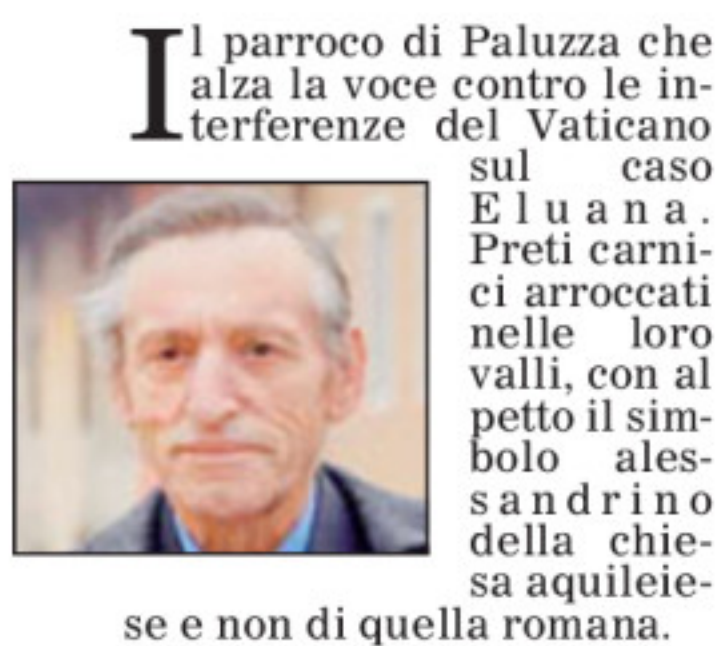 Il parroco di Paluzza che
alza la voce contro le in-
terferenze del Vaticano
sul caso
Eluana.
Preti carni-
ci arroccati
nelle loro
valli, con al
petto il sim-
bolo ales-
sandrino
della chie-
sa aquileie-
se e non di quella romana.